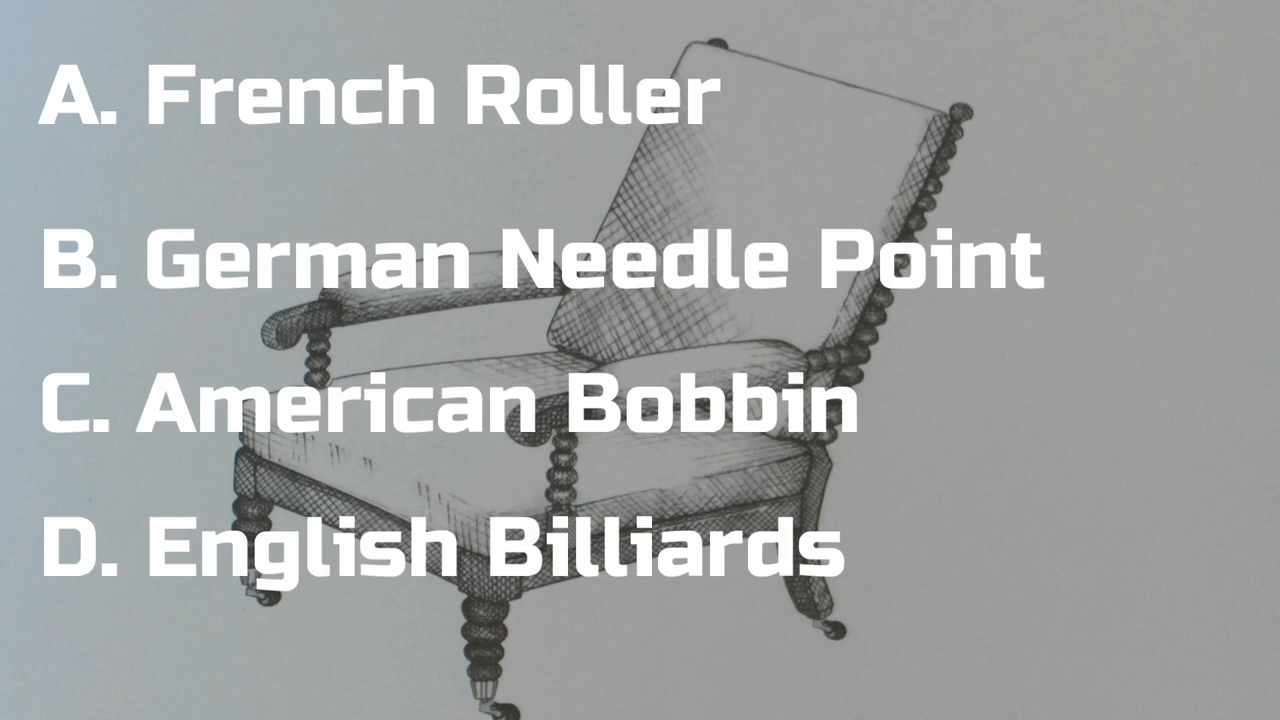 A. French Roller
B. German Needle Point
C. American Bobbin
D. English Billiards